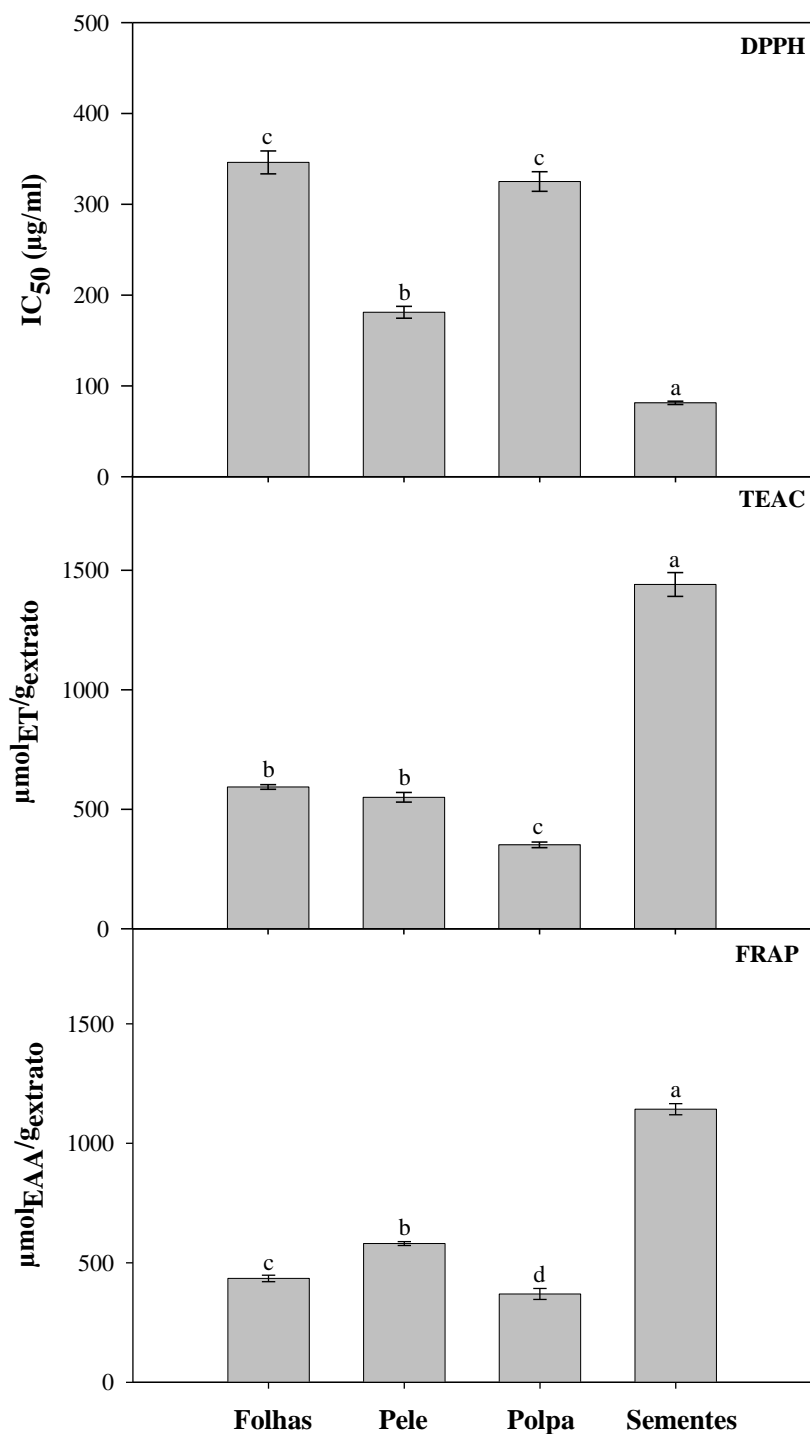 500
DPPH
400
c
c
300
IC50 (µg/ml)
b
200
a
100
0
TEAC
a
1500
µmolET/gextrato
1000
b
b
500
c
0
FRAP
1500
a
µmolEAA/gextrato
1000
b
500
c
d
0
Folhas Pele Polpa Sementes